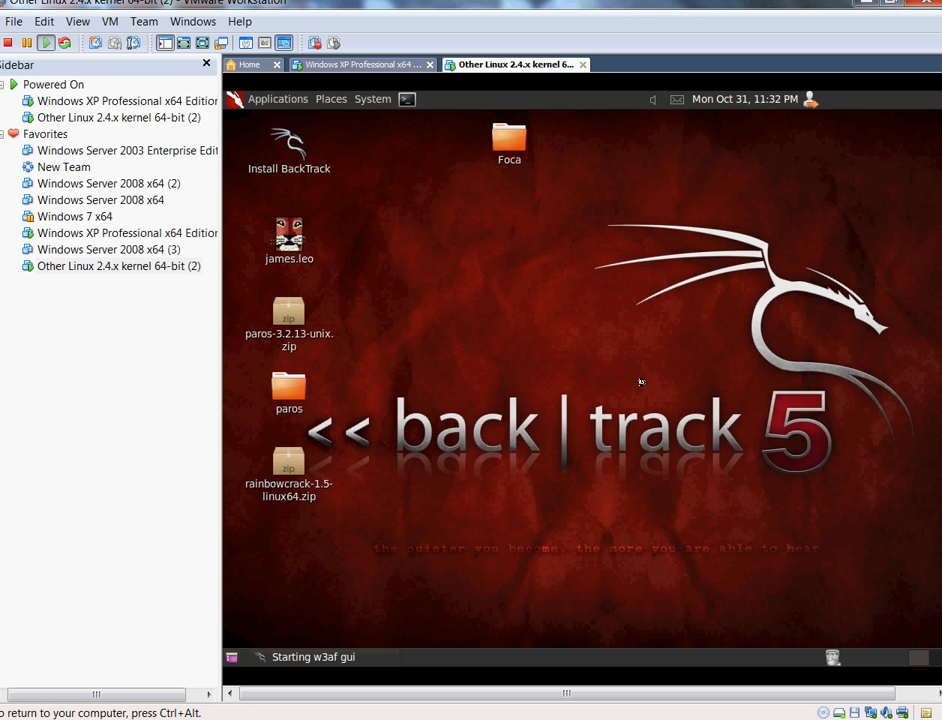 Other Linux 2.4.x kernel 64-bit (2) - VMware Workstation
File Edit View VM Team Windows Help
Sidebar
Powered On
Windows XP Professional x64 Edition
Other Linux 2.4.x kernel 64-bit (2)
Favorites
Windows Server 2003 Enterprise Edit
New Team
Windows Server 2008 x64 (2)
Windows Server 2008 x64
Windows 7 x64
Windows XP Professional x64 Edition
Windows Server 2008 x64 (3)
Other Linux 2.4.x kernel 64-bit (2)
Home
Windows XP Professional x64 ...
Other Linux 2.4.x kernel 6...
Applications Places System
Mon Oct 31, 11:32 PM
Install BackTrack
Foca
james.leo
zip
paros-3.2.13-unix.
zip
paros
zip
rainbowcrack-1.5-
linux64.zip
<< back | track 5
the quieter you become, the more you are able to hear
Starting w3af gui
o return to your computer, press Ctrl+Alt.